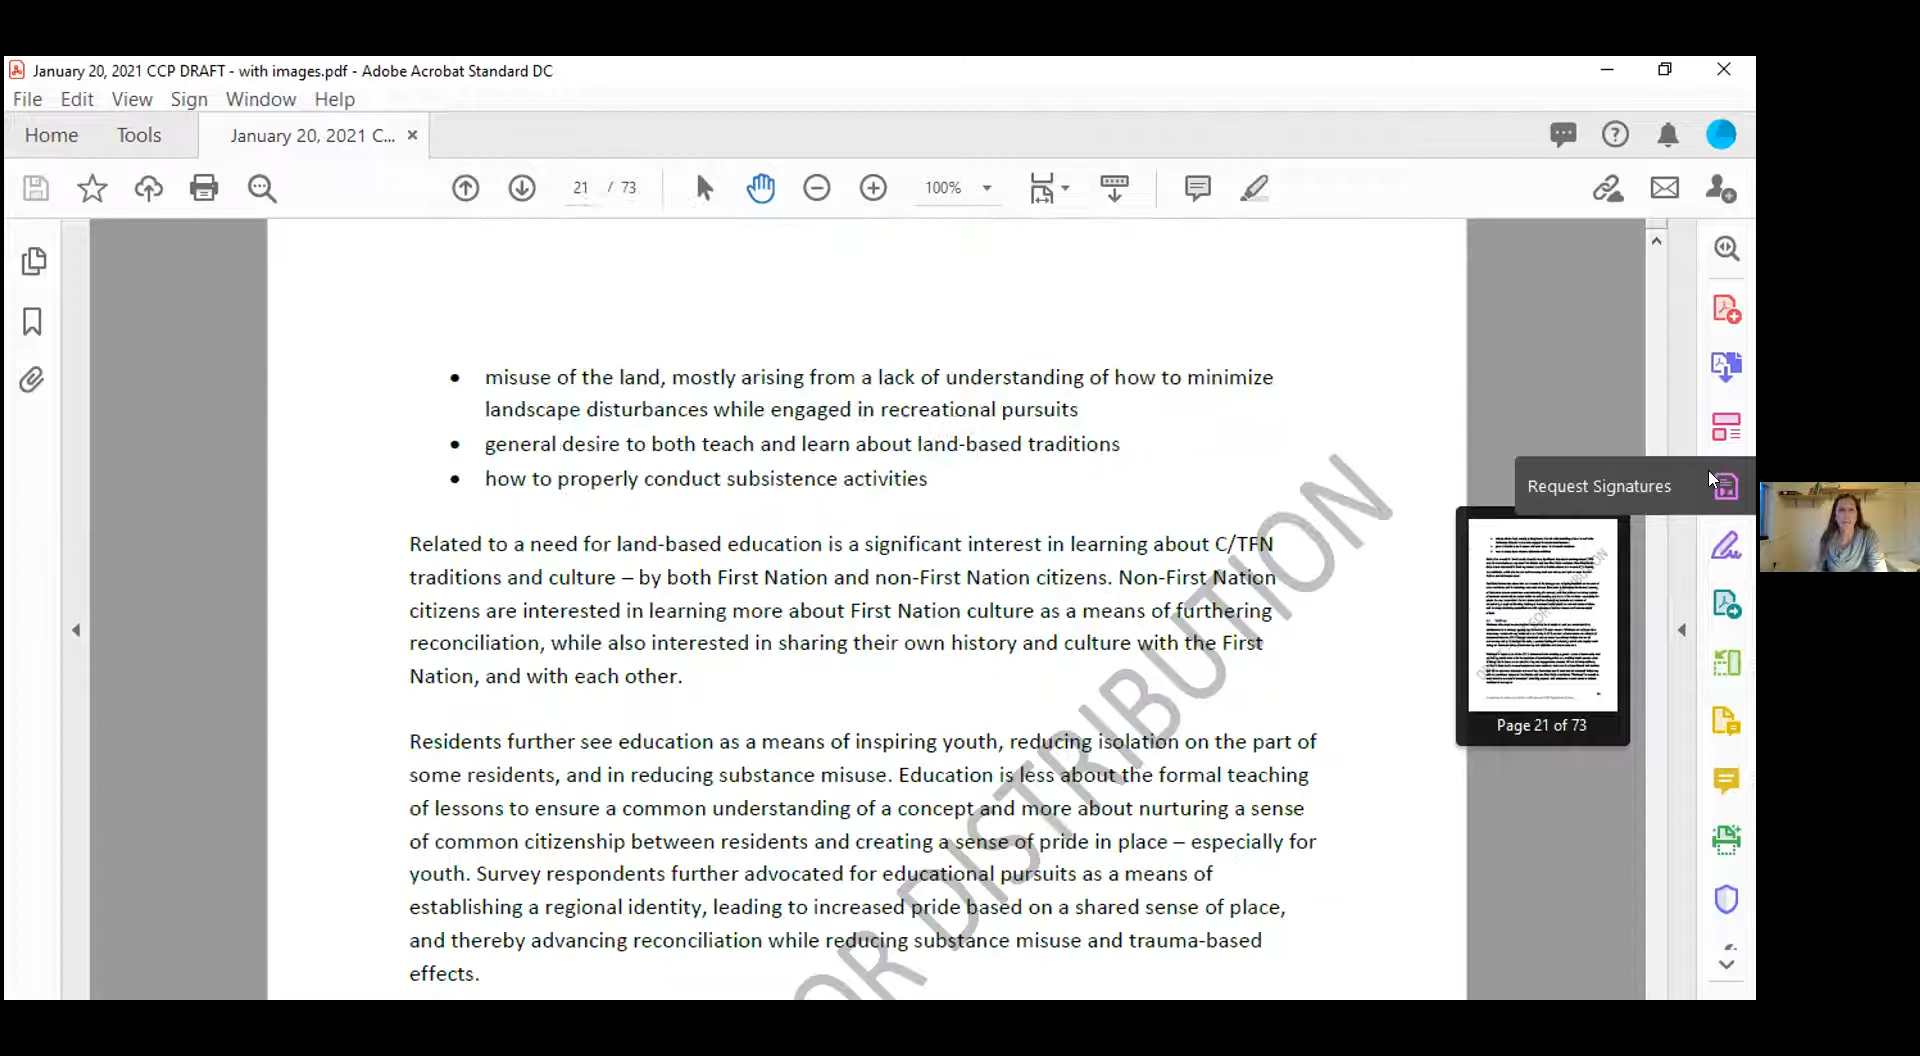 January 20, 2021 CCP DRAFT - with images.pdf - Adobe Acrobat Standard DC
File Edit View Sign Window Help
Home Tools January 20, 2021 C... ×
21 / 73 100%
• misuse of the land, mostly arising from a lack of understanding of how to minimize
landscape disturbances while engaged in recreational pursuits
• general desire to both teach and learn about land-based traditions
• how to properly conduct subsistence activities
Request Signatures
Related to a need for land-based education is a significant interest in learning about C/TFN
traditions and culture – by both First Nation and non-First Nation citizens. Non-First Nation
citizens are interested in learning more about First Nation culture as a means of furthering
reconciliation, while also interested in sharing their own history and culture with the First
Nation, and with each other.
Page 21 of 73
Residents further see education as a means of inspiring youth, reducing isolation on the part of
some residents, and in reducing substance misuse. Education is less about the formal teaching
of lessons to ensure a common understanding of a concept and more about nurturing a sense
of common citizenship between residents and creating a sense of pride in place – especially for
youth. Survey respondents further advocated for educational pursuits as a means of
establishing a regional identity, leading to increased pride based on a shared sense of place,
and thereby advancing reconciliation while reducing substance misuse and trauma-based
effects.
OR DISTRIBUTION